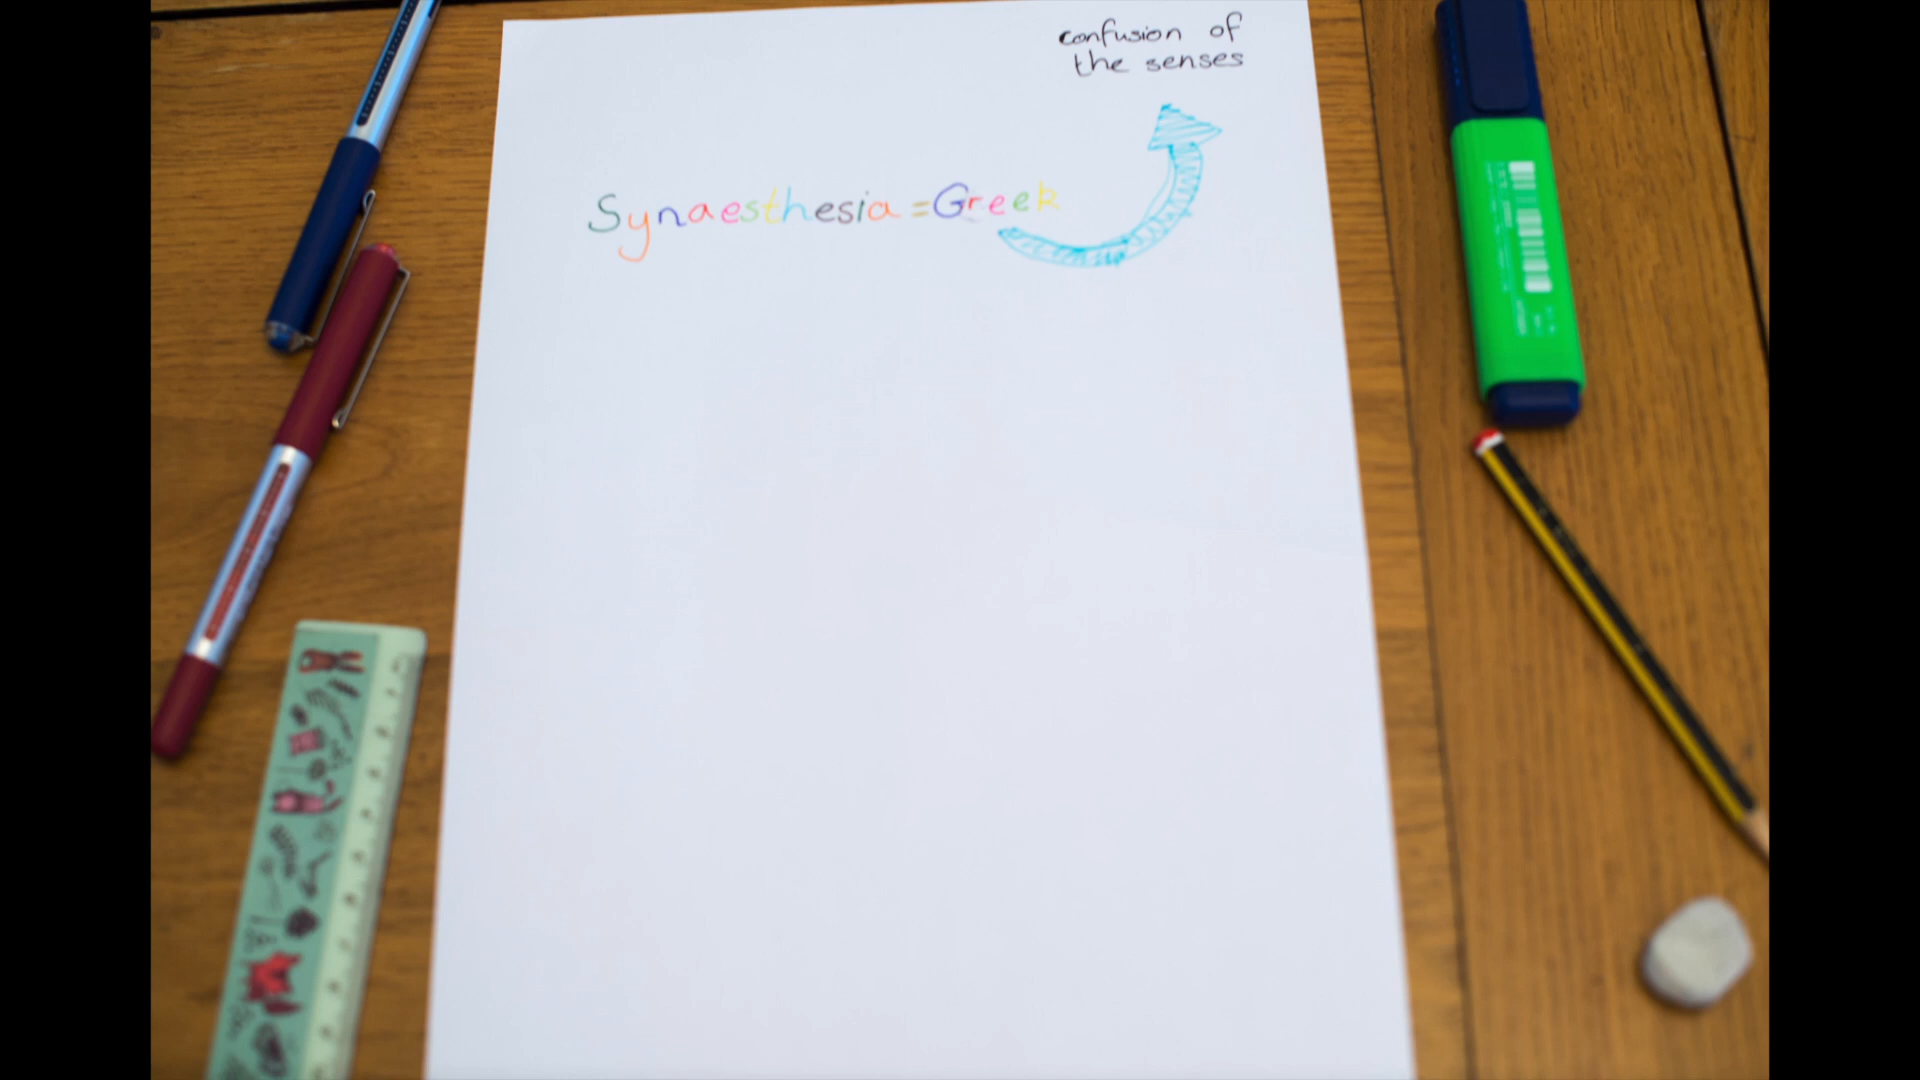 confusion of
the senses
Synaesthesia = Greek